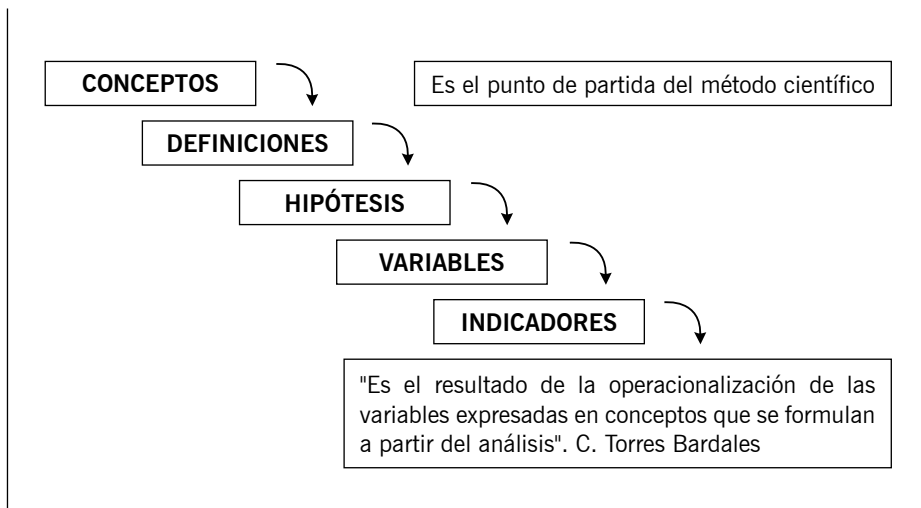 CONCEPTOS
Es el punto de partida del método científico
DEFINICIONES
HIPÓTESIS
VARIABLES
INDICADORES
"Es el resultado de la operacionalización de las
variables expresadas en conceptos que se formulan
a partir del análisis". C. Torres Bardales